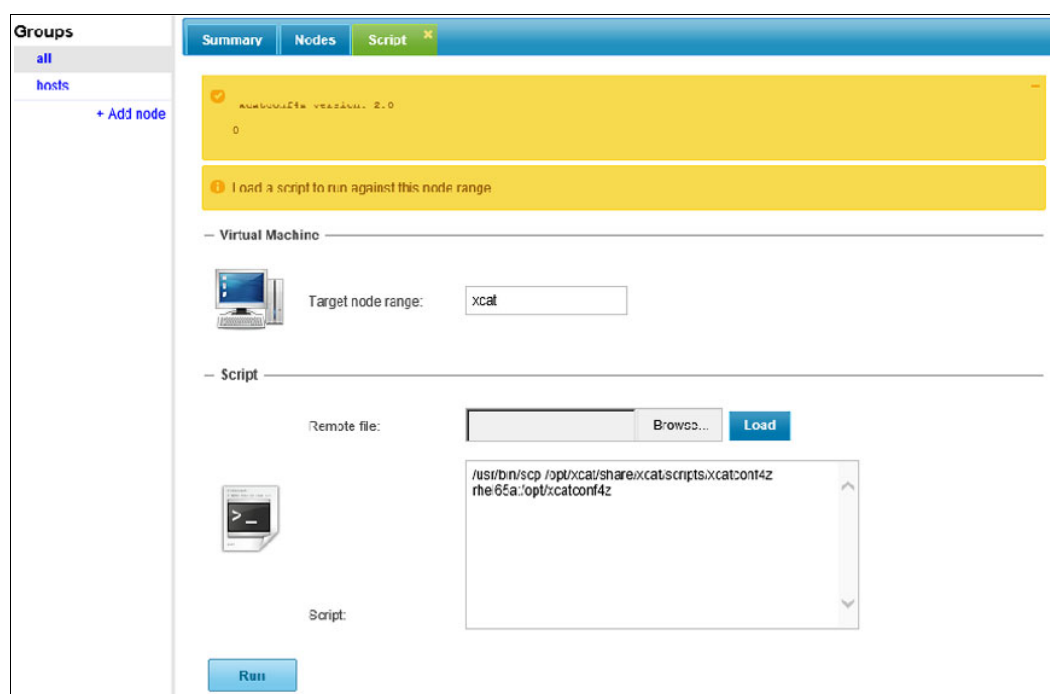 Groups
all
hosts
+ Add node
Summary Nodes Script
xcatconf4z version: 2.0
0
Load a script to run against this node range
Virtual Machine
Target node range: xcat
Script
Remote file: Browse... Load
/usr/bin/scp /opt/xcat/share/xcat/scripts/xcatconf4z
rhel65a:/opt/xcatconf4z
>_
Script:
Run